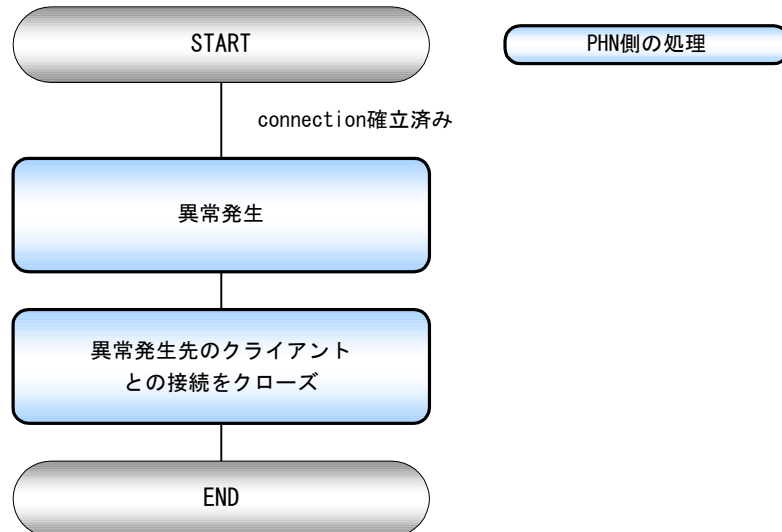 START
PHN側の処理
connection確立済み
異常発生
異常発生先のクライアント
との接続をクローズ
END